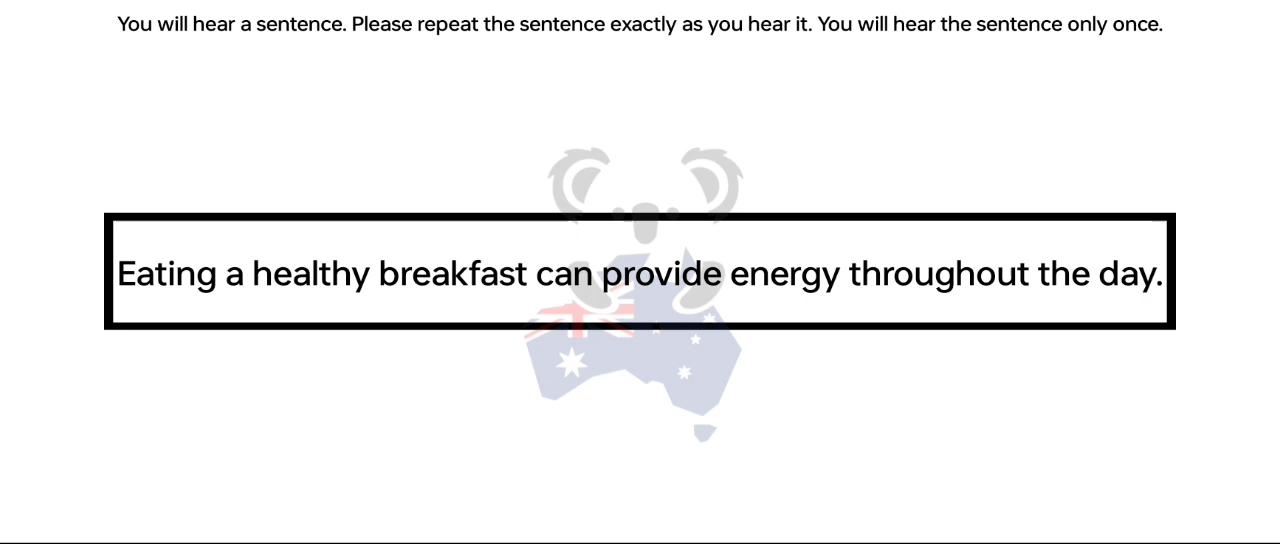 You will hear a sentence. Please repeat the sentence exactly as you hear it. You will hear the sentence only once.
Eating a healthy breakfast can provide energy throughout the day.